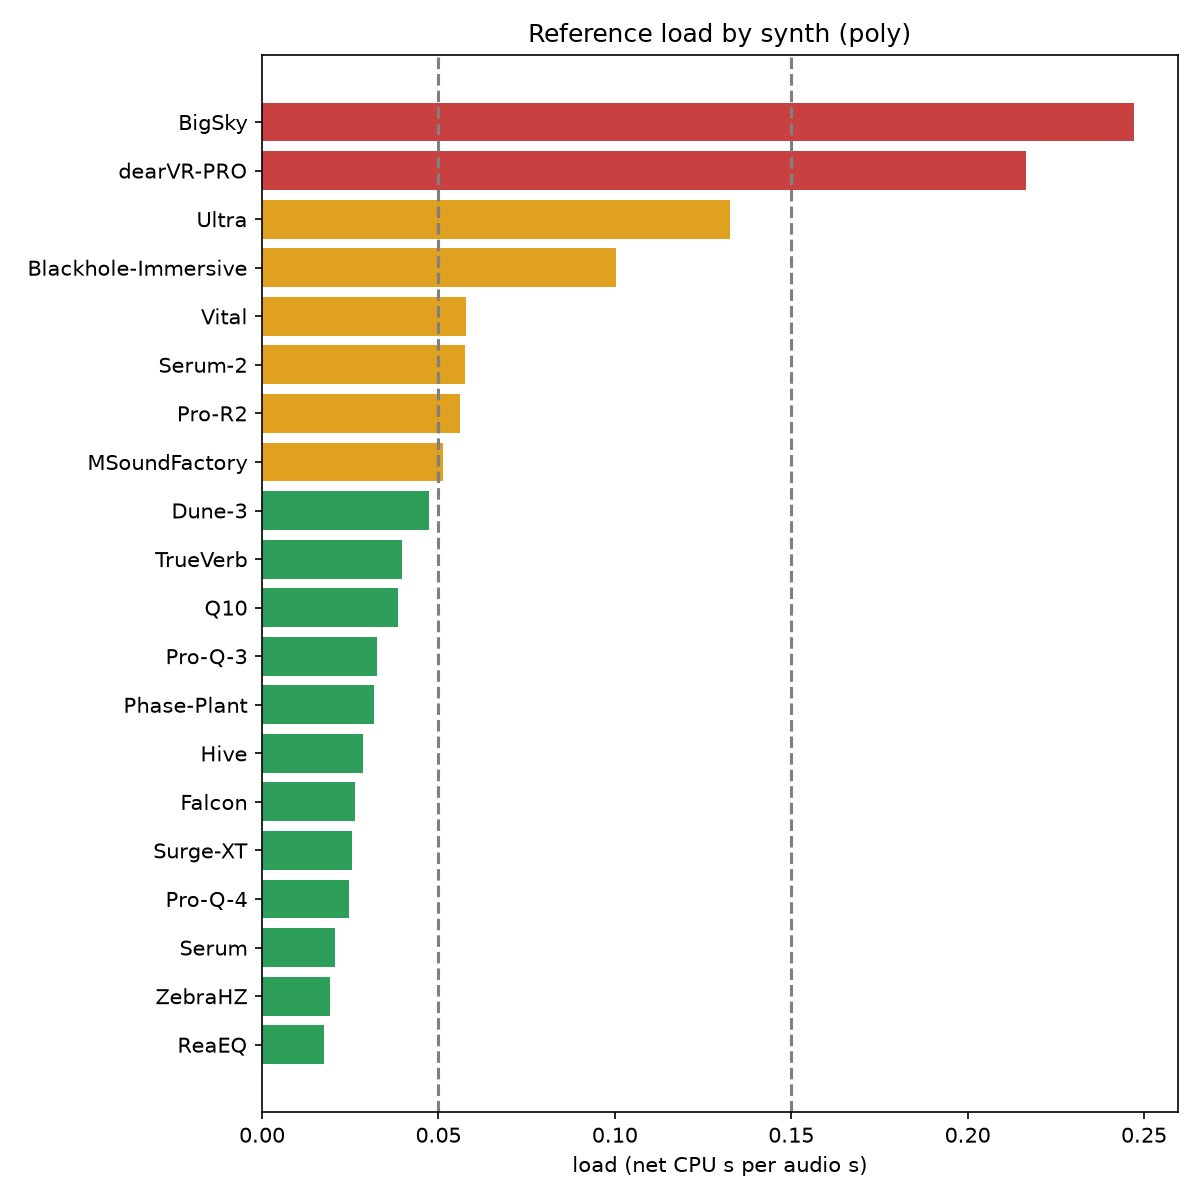 Reference load by synth (poly)
BigSky
dearVR-PRO
Ultra
Blackhole-Immersive
Vital
Serum-2
Pro-R2
MSoundFactory
Dune-3
TrueVerb
Q10
Pro-Q-3
Phase-Plant
Hive
Falcon
Surge-XT
Pro-Q-4
Serum
ZebraHZ
ReaEQ
0.00 0.05 0.10 0.15 0.20 0.25
load (net CPU s per audio s)